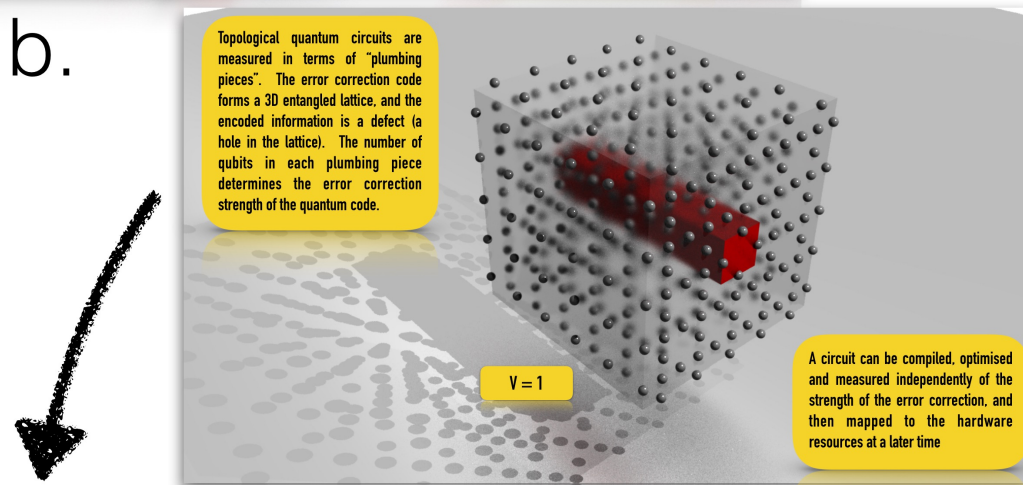 b.
Topological quantum circuits are
measured in terms of “plumbing
pieces”. The error correction code
forms a 3D entangled lattice, and the
encoded information is a defect (a
hole in the lattice). The number of
qubits in each plumbing piece
determines the error correction
strength of the quantum code.
V = 1
A circuit can be compiled, optimised
and measured independently of the
strength of the error correction, and
then mapped to the hardware
resources at a later time